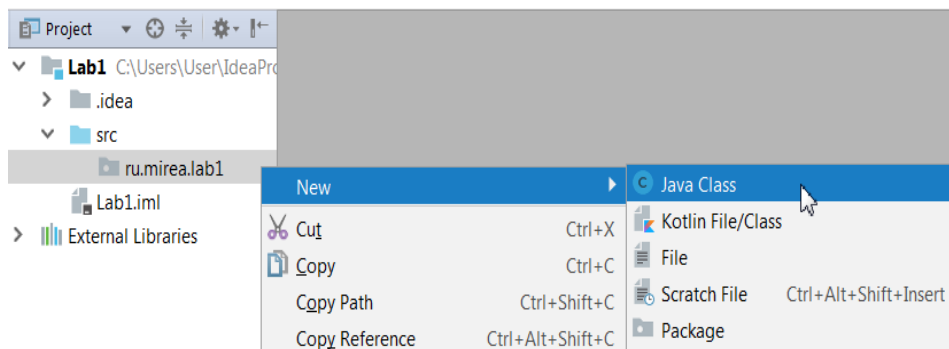 Project
Lab1 C:\Users\User\IdeaPro
.idea
src
ru.mirea.lab1
Lab1.iml
External Libraries
New
Cut Ctrl+X
Copy Ctrl+C
Copy Path Ctrl+Shift+C
Copy Reference Ctrl+Alt+Shift+C
Java Class
Kotlin File/Class
File
Scratch File Ctrl+Alt+Shift+Insert
Package